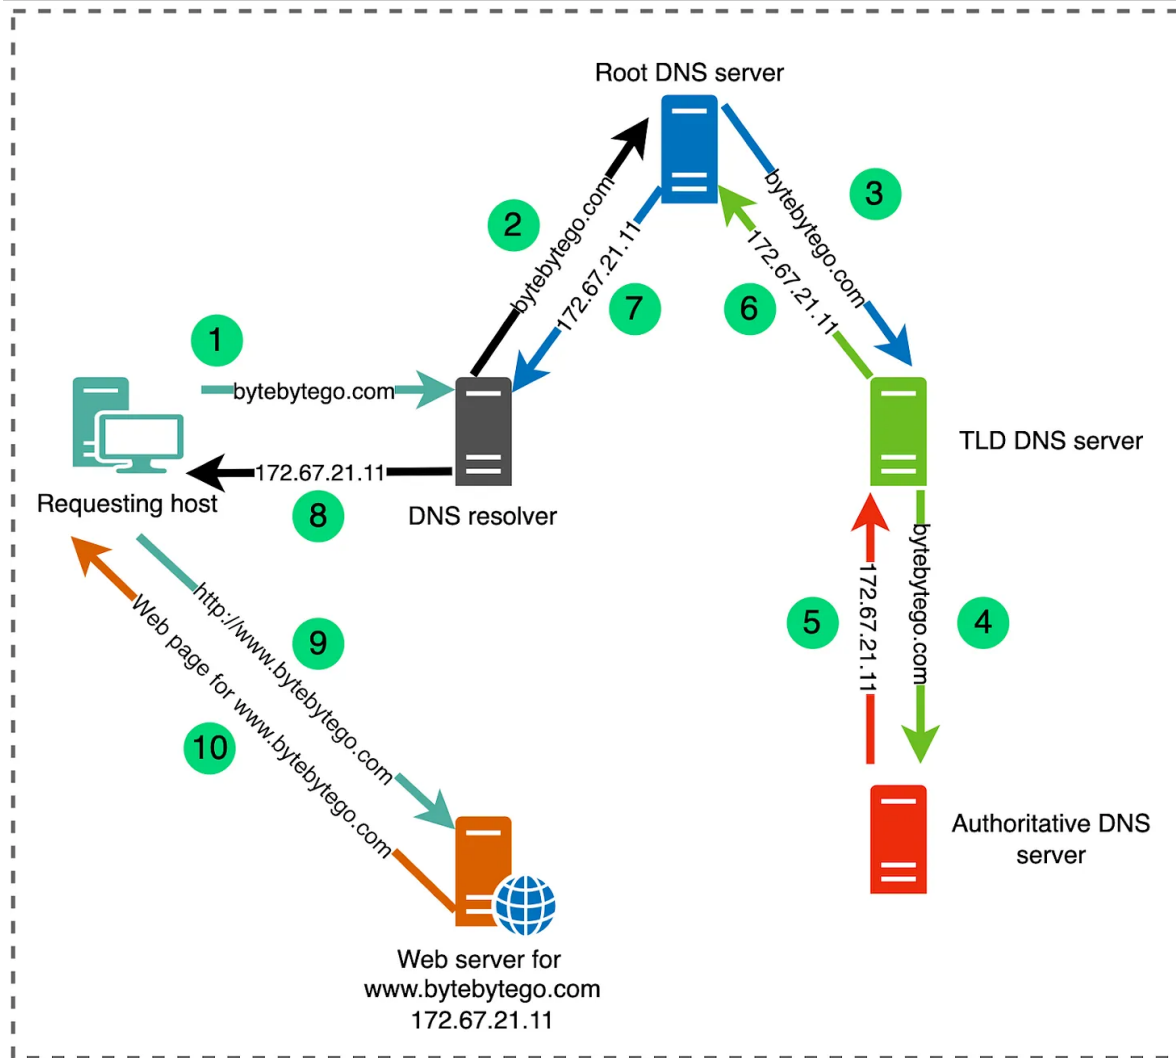 Root DNS server
2
bytebytego.com
172.67.21.11
7
bytebytego.com
3
172.67.21.11
6
1
bytebytego.com
172.67.21.11
8
Requesting host
DNS resolver
TLD DNS server
172.67.21.11
5
bytebytego.com
4
http://www.bytebytego.com
9
Web page for www.bytebytego.com
10
Authoritative DNS
server
Web server for
www.bytebytego.com
172.67.21.11